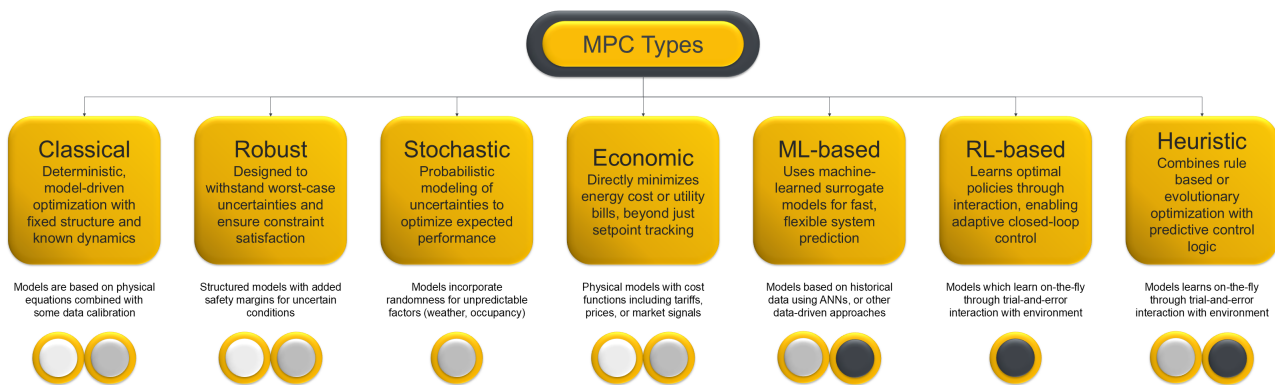 MPC Types
Classical
Deterministic,
model-driven
optimization with
fixed structure and
known dynamics
Robust
Designed to
withstand worst-case
uncertainties and
ensure constraint
satisfaction
Stochastic
Probabilistic
modeling of
uncertainties to
optimize expected
performance
Economic
Directly minimizes
energy cost or utility
bills, beyond just
setpoint tracking
ML-based
Uses machine-
learned surrogate
models for fast,
flexible system
prediction
RL-based
Learns optimal
policies through
interaction, enabling
adaptive closed-loop
control
Heuristic
Combines rule
based or
evolutionary
optimization with
predictive control
logic
Models are based on physical
equations combined with
some data calibration
Structured models with added
safety margins for uncertain
conditions
Models incorporate
randomness for unpredictable
factors (weather, occupancy)
Physical models with cost
functions including tariffs,
prices, or market signals
Models based on historical
data using ANNs, or other
data-driven approaches
Models which learn on-the-fly
through trial-and-error
interaction with environment
Models learns on-the-fly
through trial-and-error
interaction with environment